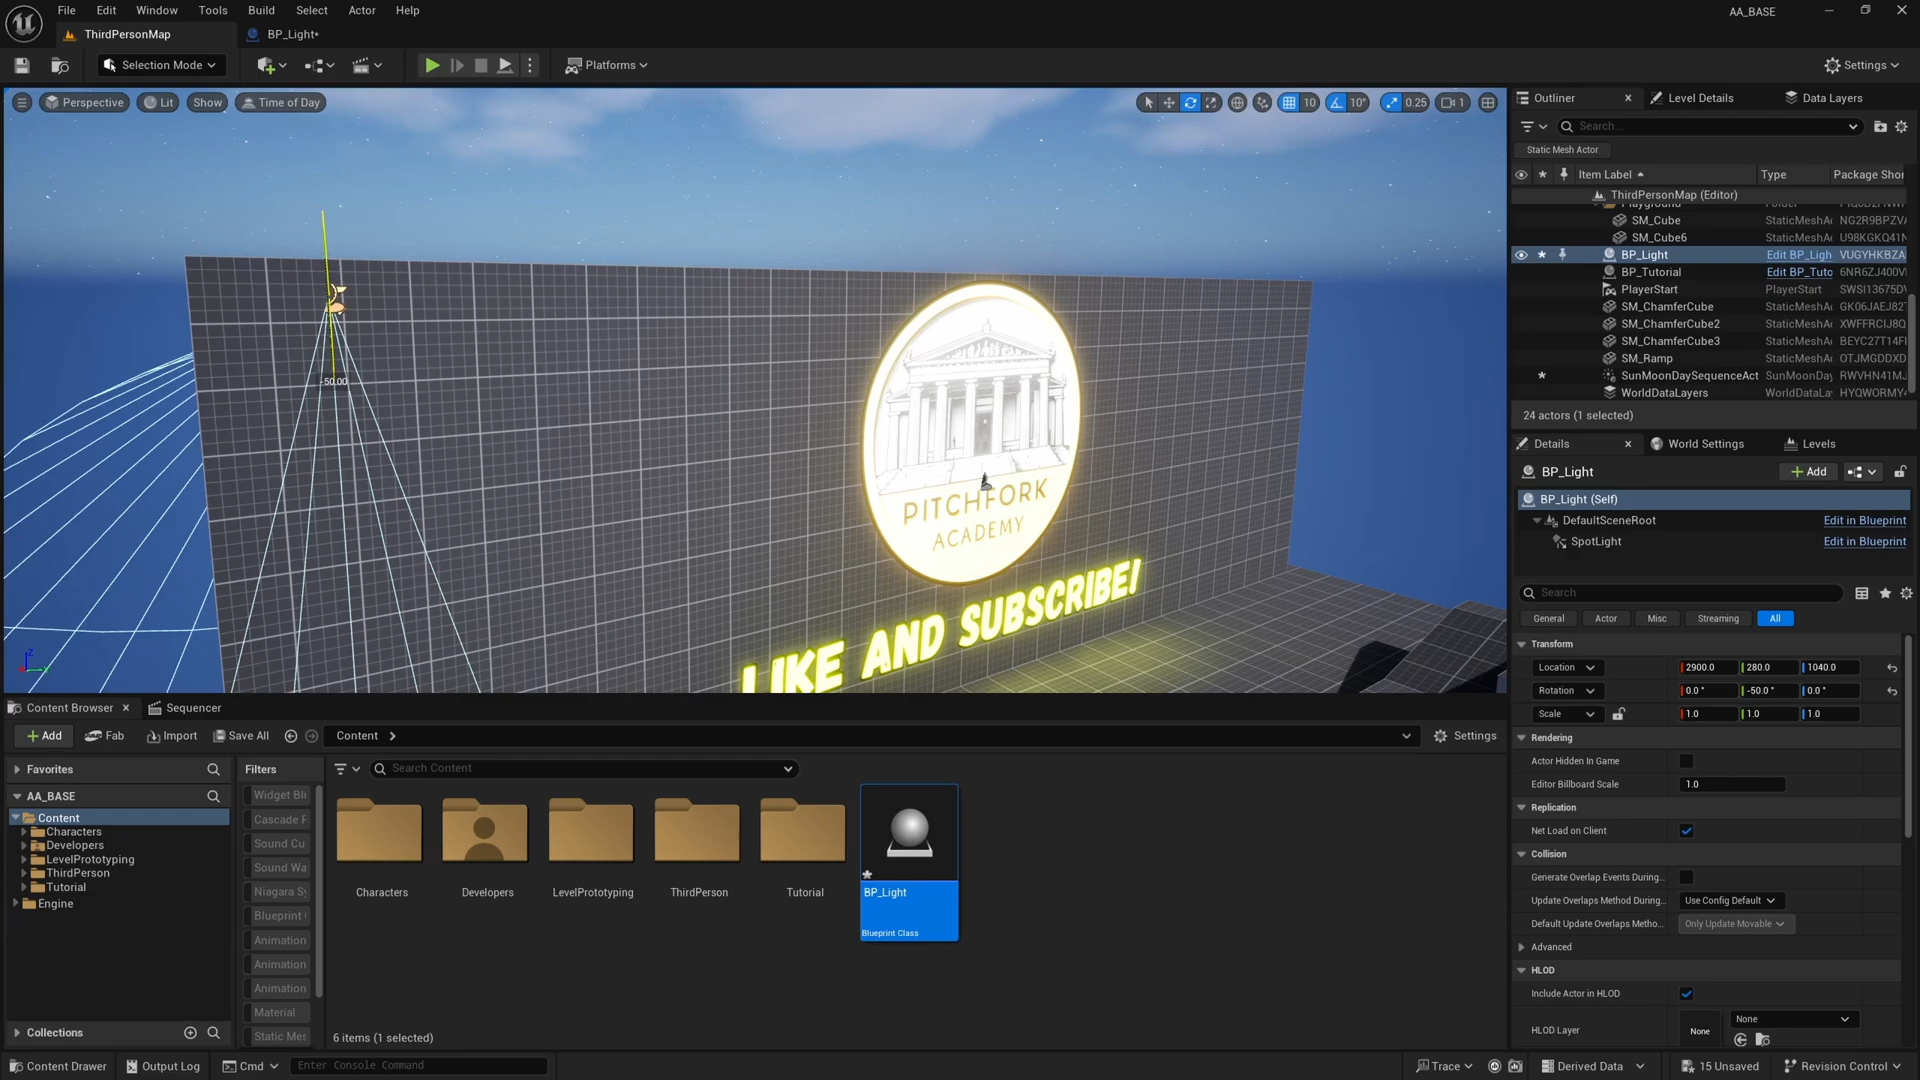 File Edit Window Tools Build Select Actor Help
AA_BASE
ThirdPersonMap
BP_Light*
Selection Mode
Platforms
Settings
Perspective
Lit
Show
Time of Day
10
10°
0.25
1
-50.00
PITCHFORK
ACADEMY
LIKE AND SUBSCRIBE!
Outliner
Level Details
Data Layers
Search...
Static Mesh Actor
Item Label
Type
Package Shor
ThirdPersonMap (Editor)
SM_Cube StaticMeshAc NG2R9BPZV
SM_Cube6 StaticMeshAc U98KGKQ41N
BP_Light Edit BP_Ligh VUGYHKBZA
BP_Tutorial Edit BP_Tuto 6NR6ZJ400V
PlayerStart PlayerStart SWSI13675D
SM_ChamferCube StaticMeshAc GK06JAEJ82
SM_ChamferCube2 StaticMeshAc XWFFRCIJ8Q
SM_ChamferCube3 StaticMeshAc BEYC27T14F
SM_Ramp StaticMeshAc OTJMGDDXD
SunMoonDaySequenceAct SunMoonDay RWVHN41MJ
WorldDataLayers WorldDataLa HYQWORMY
24 actors (1 selected)
Details
World Settings
Levels
BP_Light
Add
BP_Light (Self)
DefaultSceneRoot Edit in Blueprint
SpotLight Edit in Blueprint
Search
General Actor Misc Streaming All
Transform
Location 2900.0 280.0 1040.0
Rotation 0.0° -50.0° 0.0°
Scale 1.0 1.0 1.0
Rendering
Actor Hidden In Game
Editor Billboard Scale 1.0
Replication
Net Load on Client
Collision
Generate Overlap Events During...
Update Overlaps Method During... Use Config Default
Default Update Overlaps Metho... Only Update Movable
Advanced
HLOD
Include Actor in HLOD
HLOD Layer None None
Content Browser
Sequencer
Add
Fab
Import
Save All
Content
Settings
Favorites
AA_BASE
Content
Characters
Developers
LevelPrototyping
ThirdPerson
Tutorial
Engine
Collections
Filters
Widget Bl
Cascade P
Sound Cu
Sound Wa
Niagara Sy
Blueprint
Animation
Animation
Animation
Material
Static Mes
Search Content
Characters
Developers
LevelPrototyping
ThirdPerson
Tutorial
BP_Light
Blueprint Class
6 items (1 selected)
Content Drawer
Output Log
Cmd
Enter Console Command
Trace
Derived Data
15 Unsaved
Revision Control